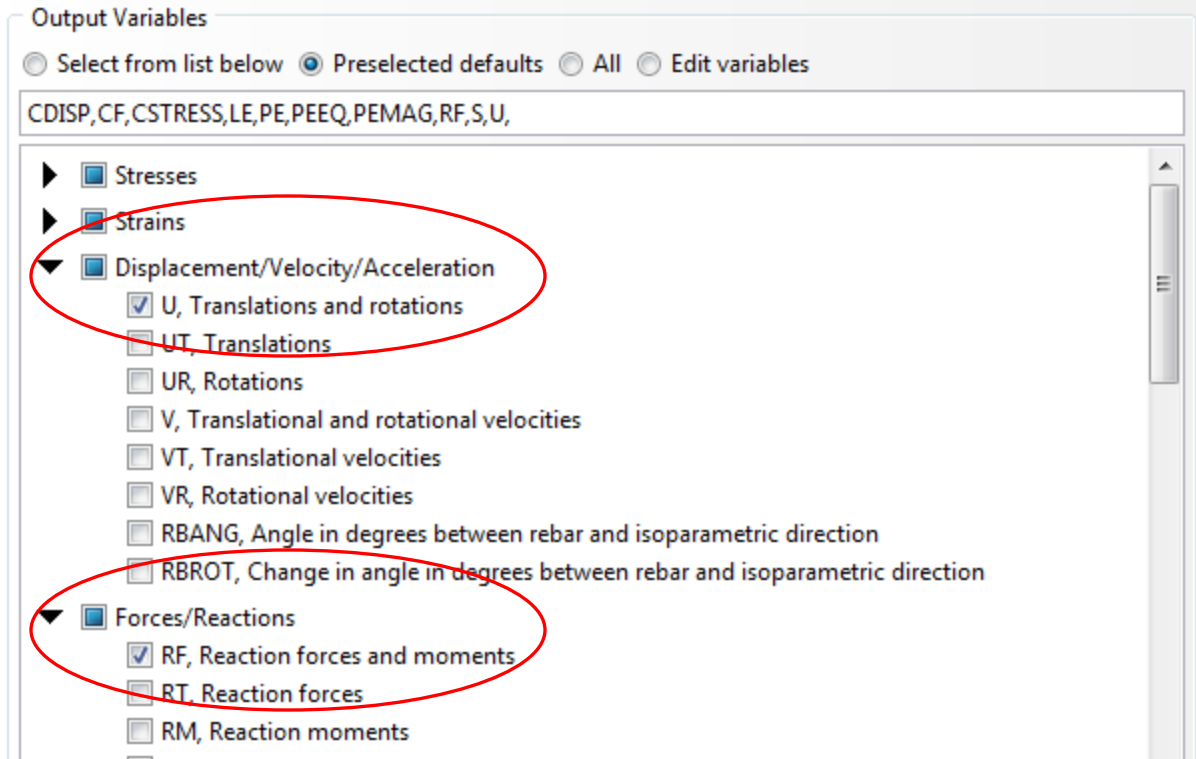 Output Variables
Select from list below Preselected defaults All Edit variables
CDISP,CF,CSTRESS,LE,PE,PEEQ,PEMAG,RF,S,U,
Stresses
Strains
Displacement/Velocity/Acceleration
U, Translations and rotations
UT, Translations
UR, Rotations
V, Translational and rotational velocities
VT, Translational velocities
VR, Rotational velocities
RBANG, Angle in degrees between rebar and isoparametric direction
RBROT, Change in angle in degrees between rebar and isoparametric direction
Forces/Reactions
RF, Reaction forces and moments
RT, Reaction forces
RM, Reaction moments